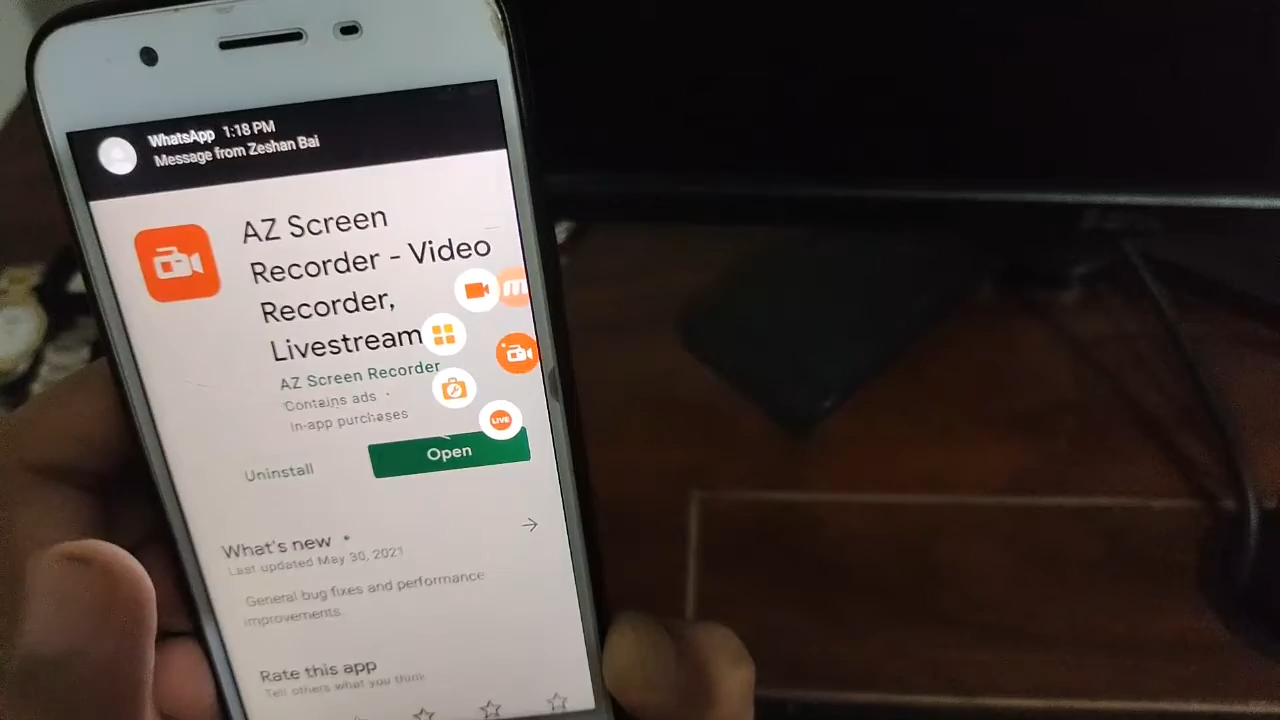 WhatsApp 1:18 PM
Message from Zeshan Bai
AZ Screen
Recorder - Video
Recorder,
Livestream
AZ Screen Recorder
Contains ads •
In-app purchases
LIVE
Uninstall
Open
What's new •
Last updated May 30, 2021
General bug fixes and performance
improvements.
Rate this app
Tell others what you think